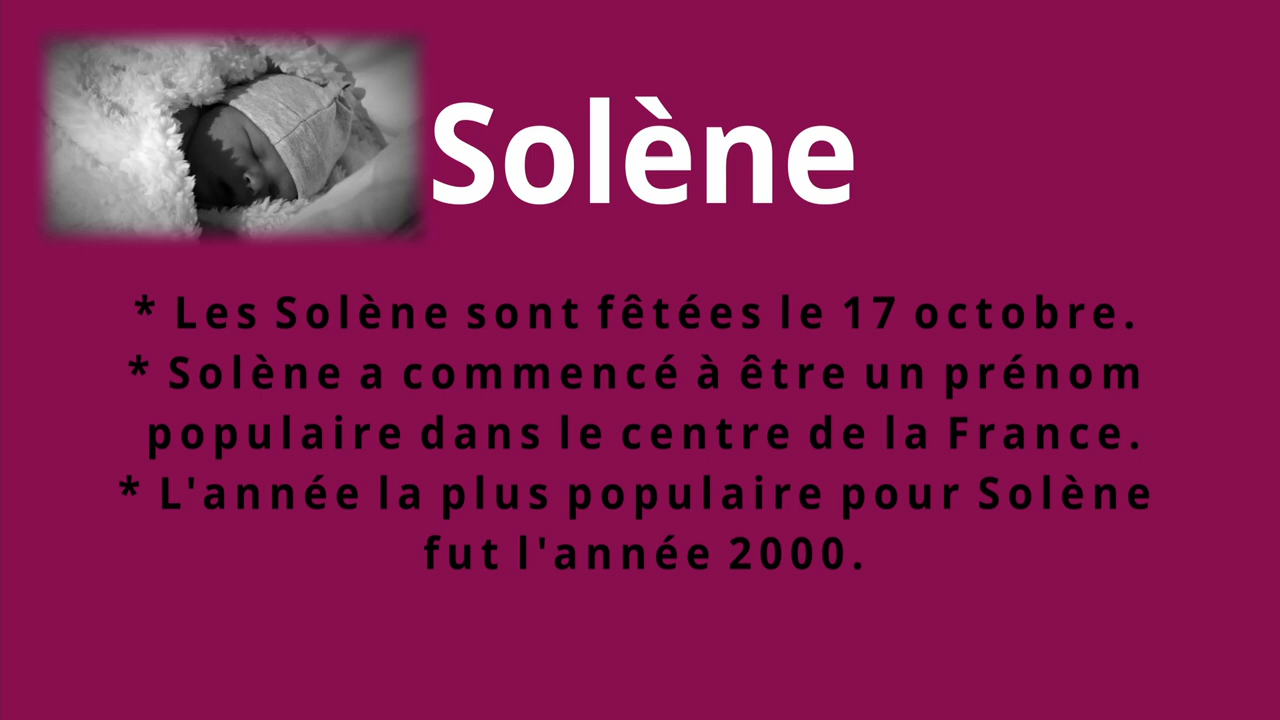 Solène
* Les Solène sont fêtées le 17 octobre.
* Solène a commencé à être un prénom
populaire dans le centre de la France.
* L'année la plus populaire pour Solène
fut l'année 2000.